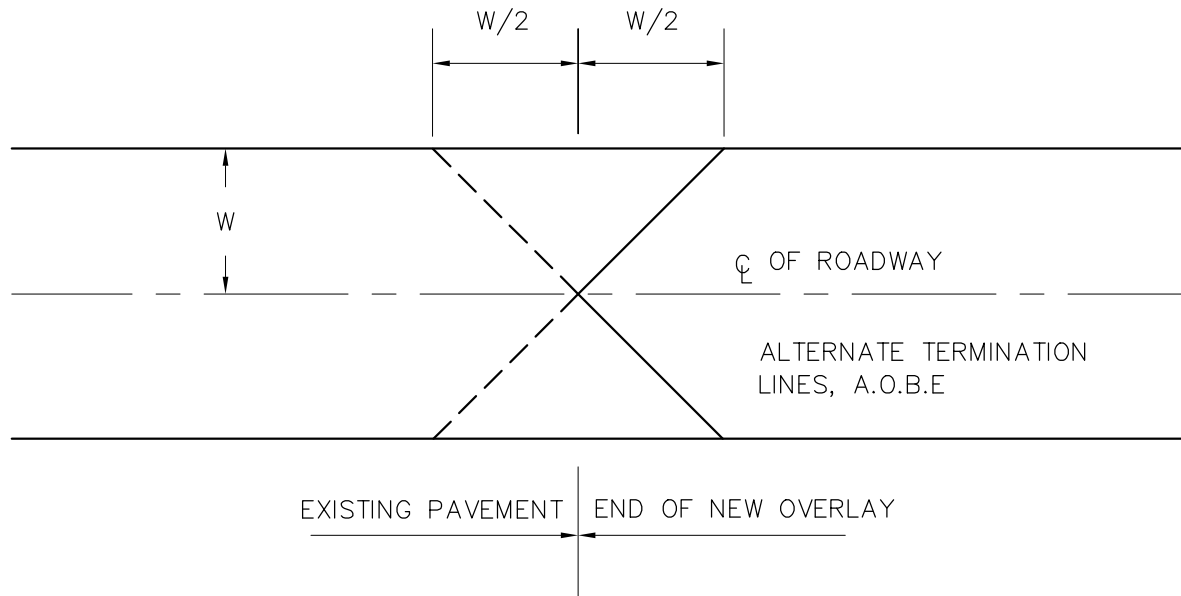 W/2
W/2
W
℄ OF ROADWAY
ALTERNATE TERMINATION
LINES, A.O.B.E
EXISTING PAVEMENT
END OF NEW OVERLAY